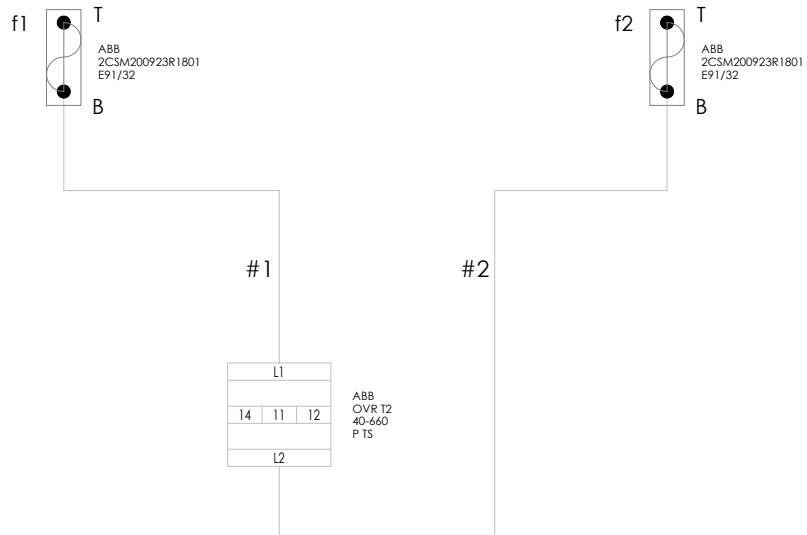 f1
T
ABB
2CSM200923R1801
E91/32
B
f2
T
ABB
2CSM200923R1801
E91/32
B
#1
#2
L1
14 11 12
L2
ABB
OVR T2
40-660
P TS